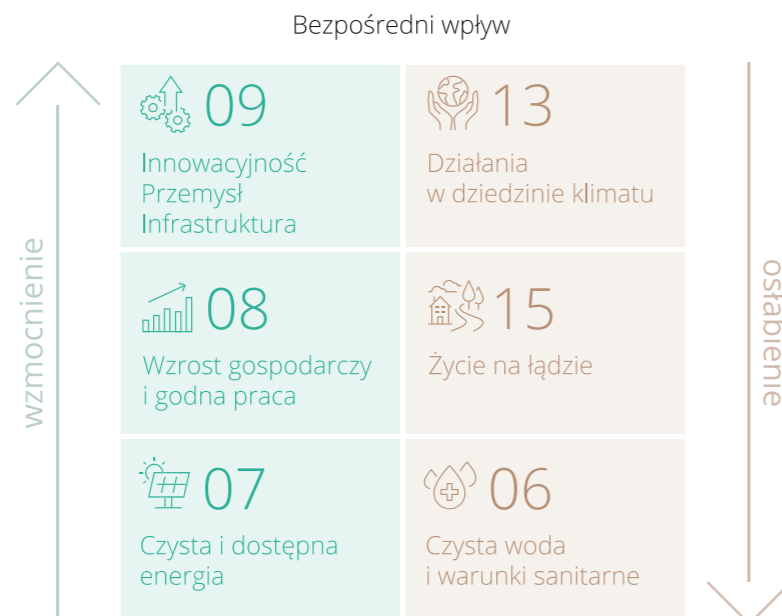 Bezpośredni wpływ
wzmocnienie
09
Innowacyjność
Przemysł
Infrastruktura
13
Działania
w dziedzinie klimatu
08
Wzrost gospodarczy
i godna praca
15
Życie na łądzie
07
Czysta i dostępna
energia
06
Czysta woda
i warunki sanitarne
osłabienie